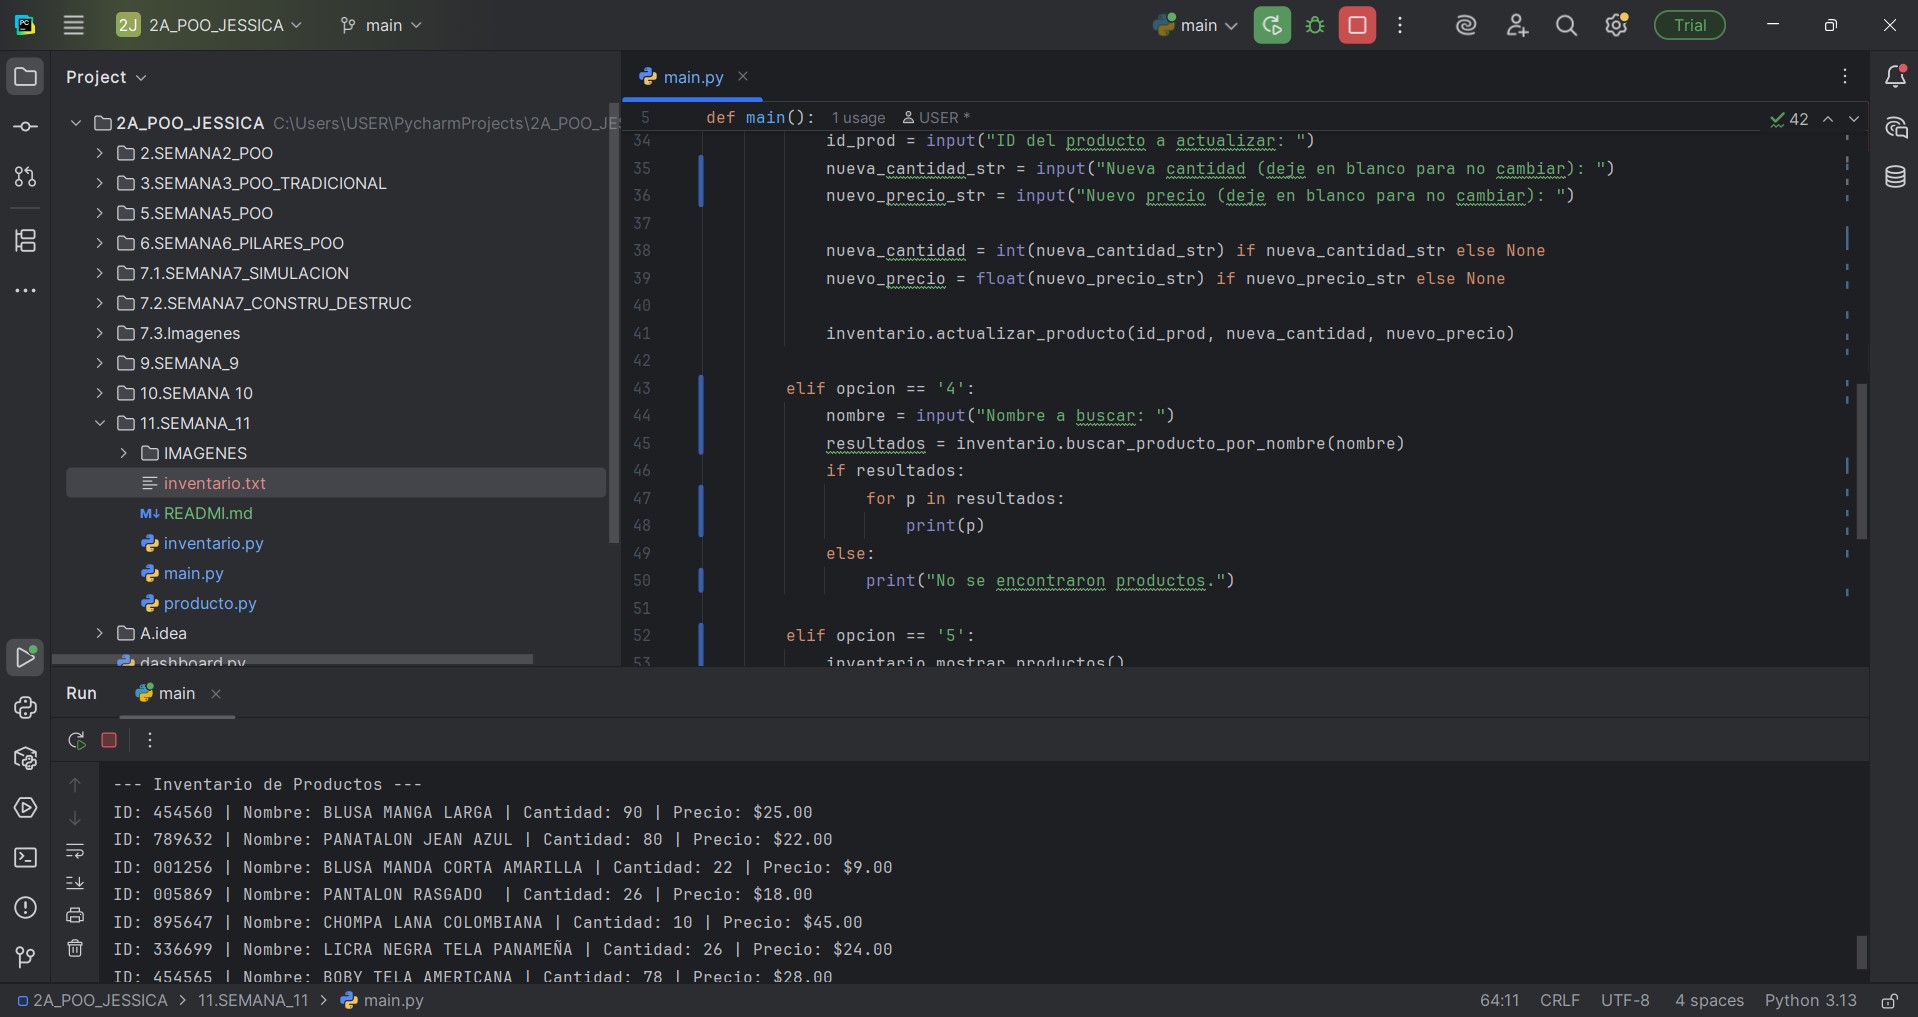 2J 2A_POO_JESSICA main main Trial
Project
2A_POO_JESSICA C:\Users\USER\PycharmProjects\2A_POO_JES
2.SEMANA2_POO
3.SEMANA3_POO_TRADICIONAL
5.SEMANA5_POO
6.SEMANA6_PILARES_POO
7.1.SEMANA7_SIMULACION
7.2.SEMANA7_CONSTRU_DESTRUC
7.3.Imagenes
9.SEMANA_9
10.SEMANA 10
11.SEMANA_11
IMAGENES
inventario.txt
M↓ READMI.md
inventario.py
main.py
producto.py
A.idea
dashboard.py
main.py
5 def main(): 1 usage USER * 42
34 id_prod = input("ID del producto a actualizar: ")
35 nueva_cantidad_str = input("Nueva cantidad (deje en blanco para no cambiar): ")
36 nuevo_precio_str = input("Nuevo precio (deje en blanco para no cambiar): ")
37
38 nueva_cantidad = int(nueva_cantidad_str) if nueva_cantidad_str else None
39 nuevo_precio = float(nuevo_precio_str) if nuevo_precio_str else None
40
41 inventario.actualizar_producto(id_prod, nueva_cantidad, nuevo_precio)
42
43 elif opcion == '4':
44 nombre = input("Nombre a buscar: ")
45 resultados = inventario.buscar_producto_por_nombre(nombre)
46 if resultados:
47 for p in resultados:
48 print(p)
49 else:
50 print("No se encontraron productos.")
51
52 elif opcion == '5':
53 inventario.mostrar_productos()
Run main
--- Inventario de Productos ---
ID: 454560 | Nombre: BLUSA MANGA LARGA | Cantidad: 90 | Precio: $25.00
ID: 789632 | Nombre: PANATALON JEAN AZUL | Cantidad: 80 | Precio: $22.00
ID: 001256 | Nombre: BLUSA MANDA CORTA AMARILLA | Cantidad: 22 | Precio: $9.00
ID: 005869 | Nombre: PANTALON RASGADO  | Cantidad: 26 | Precio: $18.00
ID: 895647 | Nombre: CHOMPA LANA COLOMBIANA | Cantidad: 10 | Precio: $45.00
ID: 336699 | Nombre: LICRA NEGRA TELA PANAMEÑA | Cantidad: 26 | Precio: $24.00
ID: 454565 | Nombre: BOBY TELA AMERICANA | Cantidad: 78 | Precio: $28.00
2A_POO_JESSICA > 11.SEMANA_11 > main.py 64:11 CRLF UTF-8 4 spaces Python 3.13